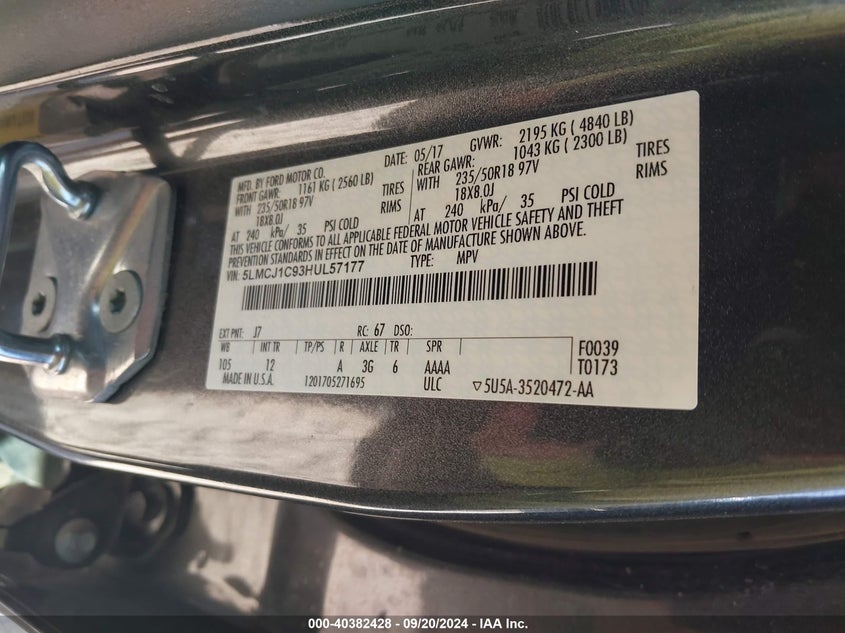 MFD. BY FORD MOTOR CO.
DATE: 05/17 GVWR: 2195 KG ( 4840 LB)
FRONT GAWR: 1161 KG ( 2560 LB) REAR GAWR: 1043 KG ( 2300 LB)
WITH 235/50R18 97V TIRES WITH 235/50R18 97V TIRES
18X8.0J RIMS 18X8.0J RIMS
AT 240 kPa/ 35 PSI COLD AT 240 kPa/ 35 PSI COLD
THIS VEHICLE CONFORMS TO ALL APPLICABLE FEDERAL MOTOR VEHICLE SAFETY AND THEFT
PREVENTION STANDARDS IN EFFECT ON THE DATE OF MANUFACTURE SHOWN ABOVE.
VIN: 5LMCJ1C93HUL57177 TYPE: MPV
EXT PNT: J7 RC: 67 DSO:
WB INT TR TP/PS R AXLE TR SPR F0039
105 12 A 3G 6 AAAA T0173
MADE IN U.S.A. 1201705271695 ULC ▽5U5A-3520472-AA
000-40382428 - 09/20/2024 - IAA Inc.